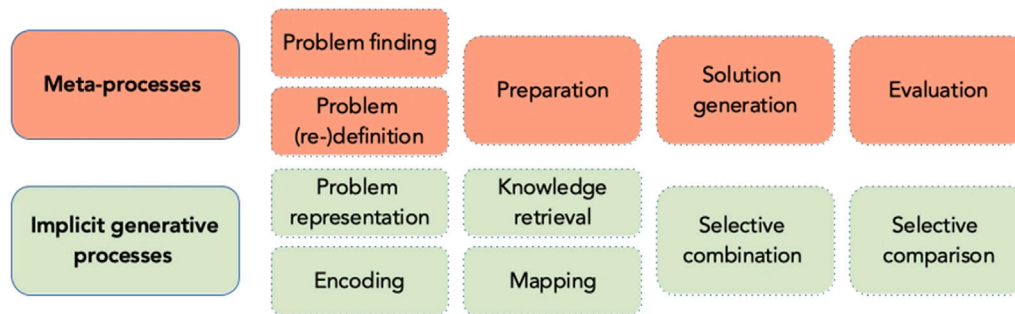 Meta-processes
Problem finding
Problem
(re-)definition
Preparation
Solution
generation
Evaluation
Implicit generative
processes
Problem
representation
Encoding
Knowledge
retrieval
Mapping
Selective
combination
Selective
comparison